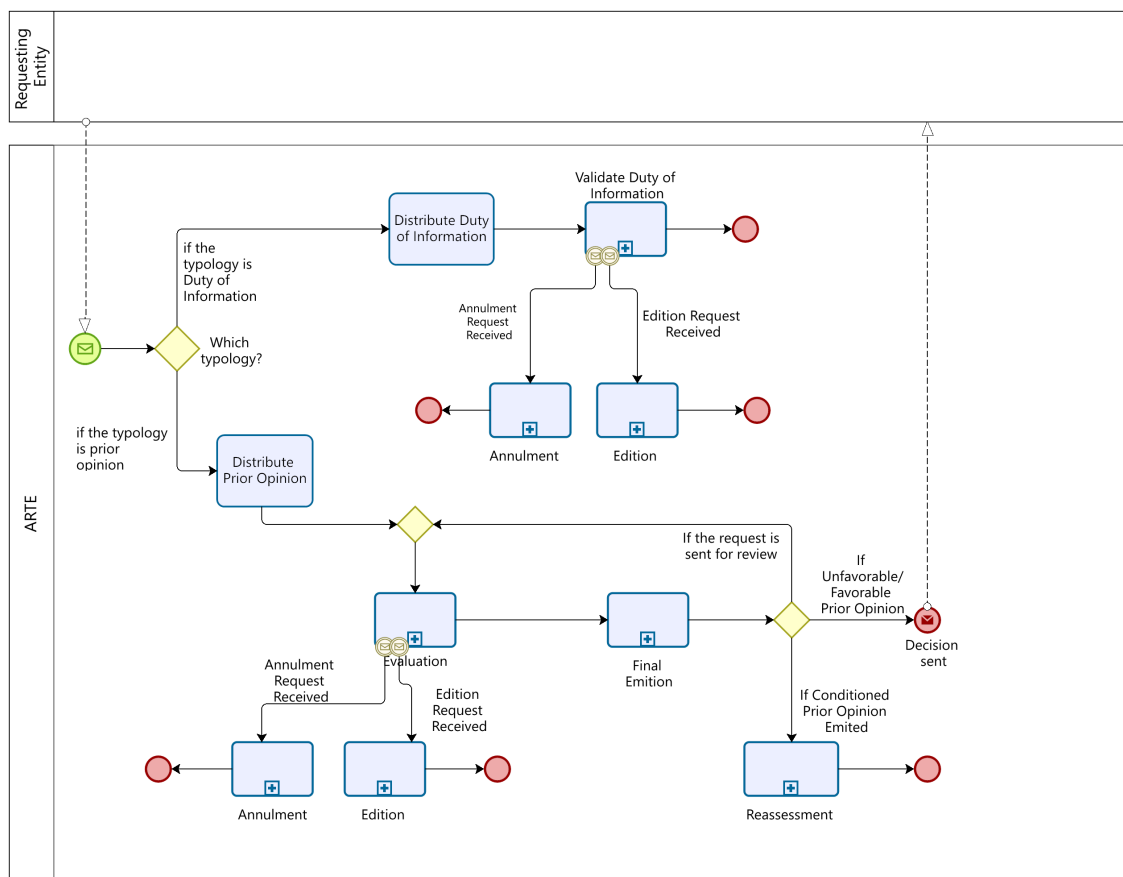 Requesting
Entity
ARTE
Validate Duty of
Information
Distribute Duty
of Information
if the
typology is
Duty of
Information
Annulment
Request
Received
Edition Request
Received
Which
typology?
if the typology
is prior
opinion
Annulment
Edition
Distribute
Prior Opinion
If the request is
sent for review
If
Unfavorable/
Favorable
Prior Opinion
Decision
sent
Evaluation
Final
Emition
Annulment
Request
Received
Edition
Request
Received
If Conditioned
Prior Opinion
Emited
Annulment
Edition
Reassessment